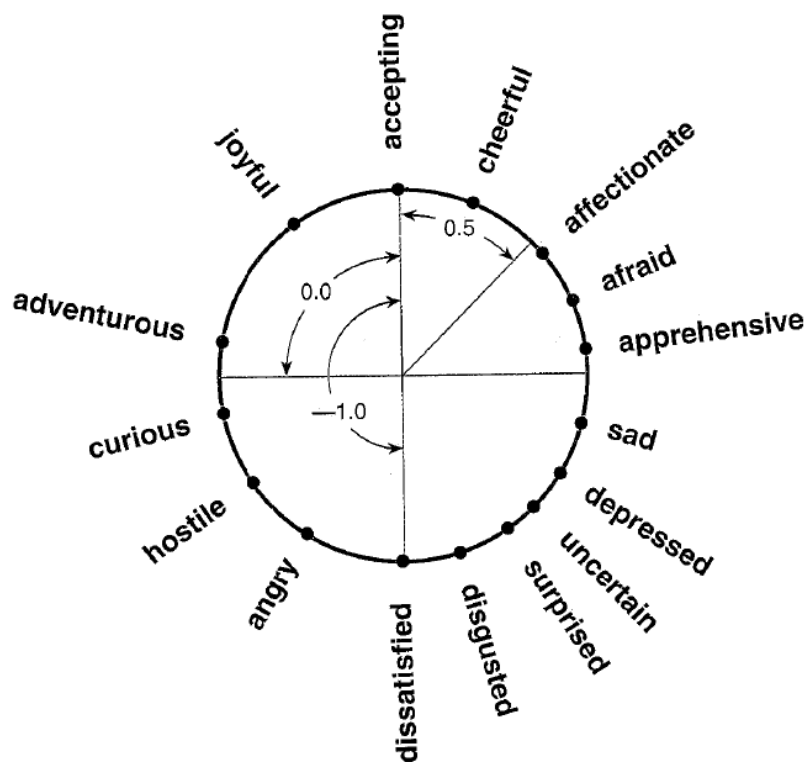 accepting
cheerful
affectionate
afraid
apprehensive
sad
depressed
uncertain
surprised
disgusted
dissatisfied
angry
hostile
curious
adventurous
joyful
0.5
0.0
—1.0